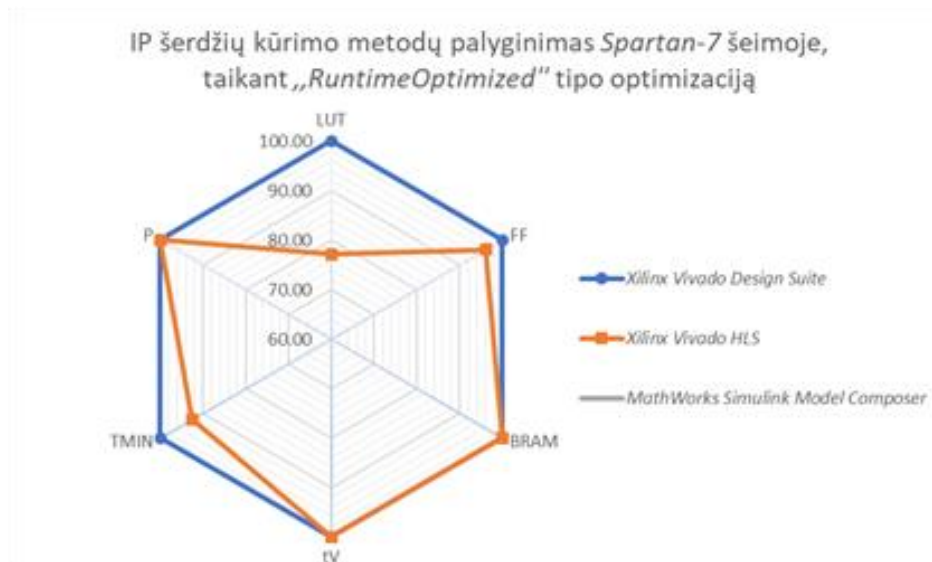 IP šerdžių kūrimo metodų palyginimas Spartan-7 šeimoje,
taikant ,,RuntimeOptimized" tipo optimizaciją
LUT
100.00
90.00
80.00
70.00
60.00
P
FF
Xilinx Vivado Design Suite
Xilinx Vivado HLS
MathWorks Simulink Model Composer
TMIN
BRAM
tV